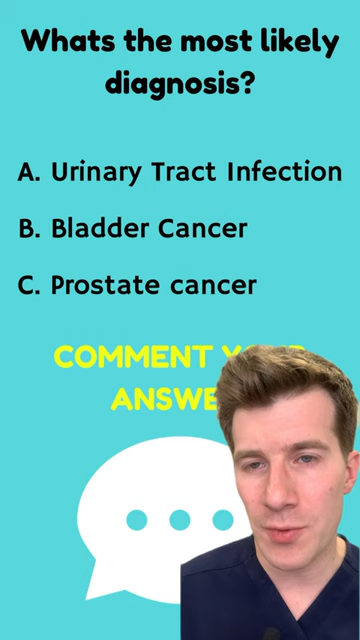 Whats the most likely
diagnosis?
A. Urinary Tract Infection
B. Bladder Cancer
C. Prostate cancer
COMMENT